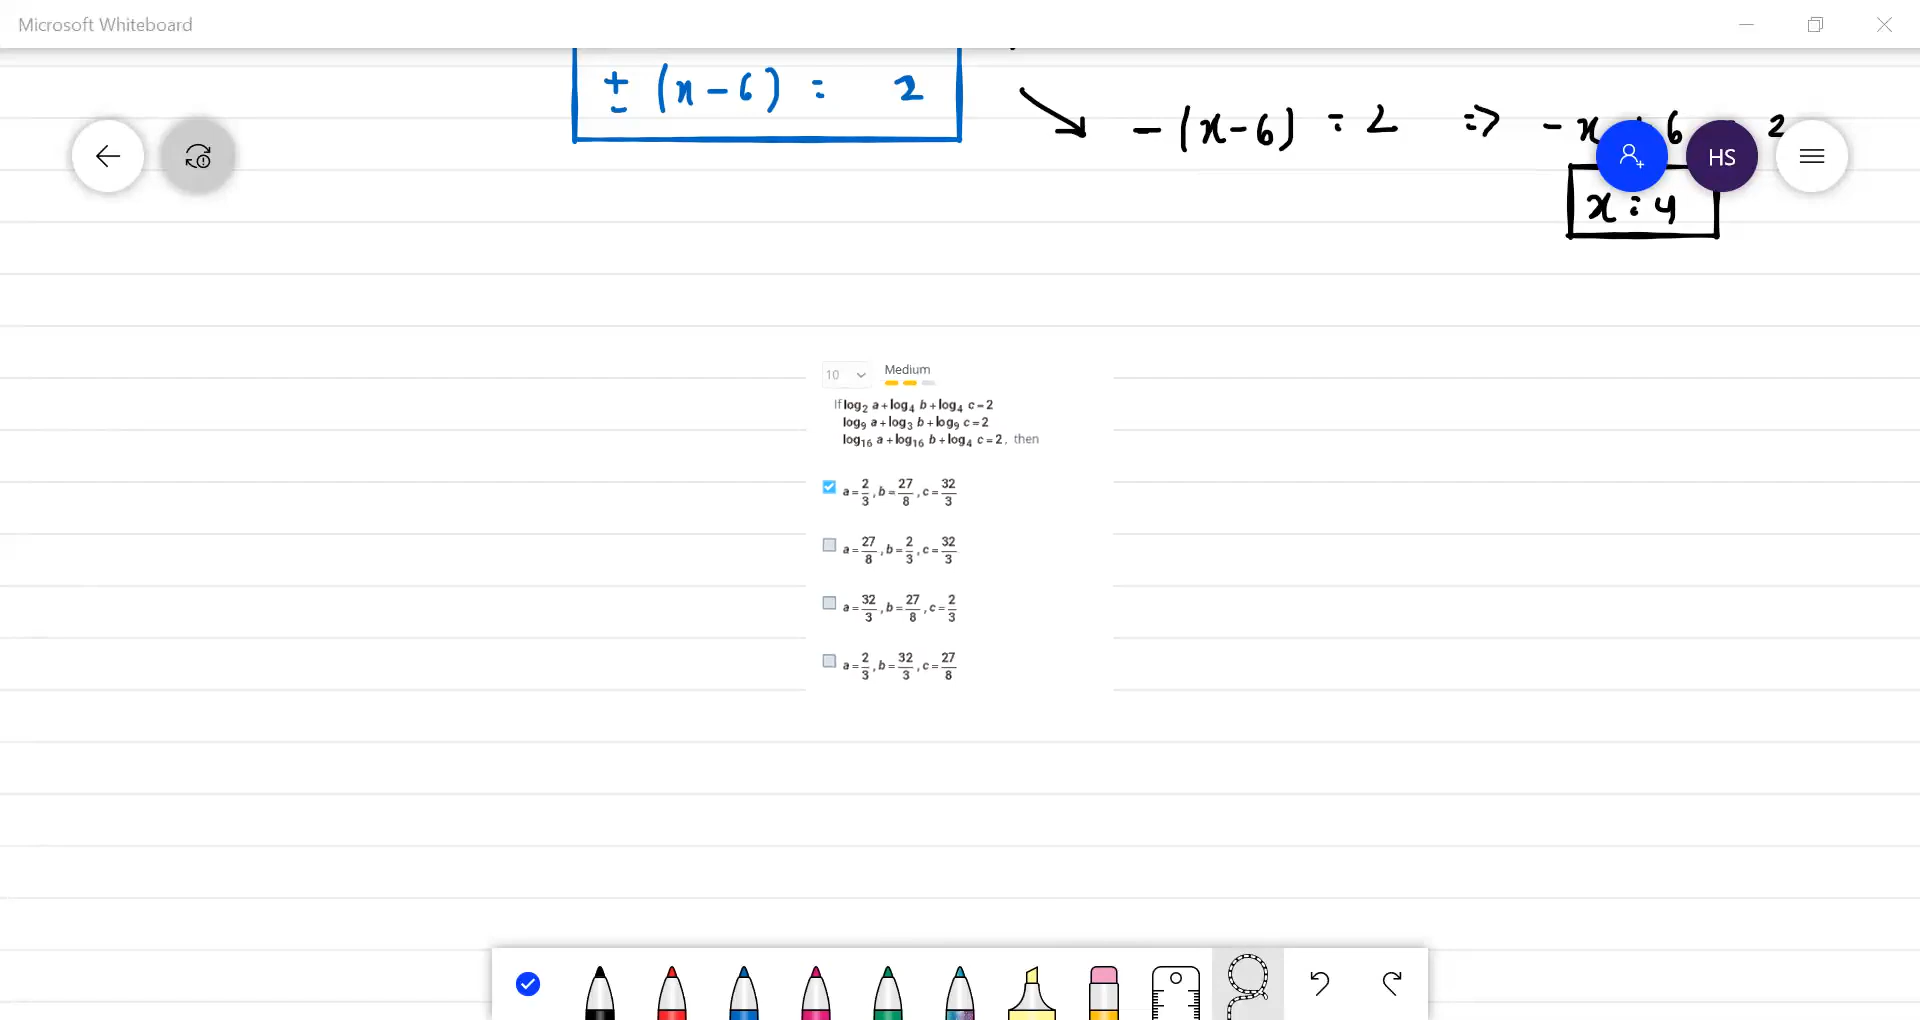 Microsoft Whiteboard
± (x-6) = 2
-(x-6) = 2 => -x 6 2
HS
x = 4
10 Medium
If log₂ a + log₄ b + log₄ c = 2
log₉ a + log₃ b + log₉ c = 2
log₁₆ a + log₁₆ b + log₄ c = 2, then
a = 2/3, b = 27/8, c = 32/3
a = 27/8, b = 2/3, c = 32/3
a = 32/3, b = 27/8, c = 2/3
a = 2/3, b = 32/3, c = 27/8